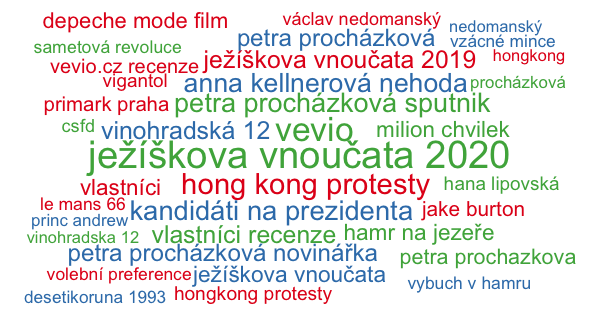 depeche mode film
václav nedomanský
nedomanský
petra procházková
vzácné mince
sametová revoluce
vevio.cz recenze
ježíškova vnoučata 2019
hongkong
vigantol
anna kellnerová nehoda
procházková
primark praha
petra procházková sputnik
csfd
vinohradská 12
vevio
milion chvilek
ježíškova vnoučata 2020
vlastníci
hong kong protesty
hana lipovská
le mans 66
princ andrew
kandidáti na prezidenta
jake burton
vinohradska 12
vlastníci recenze
hamr na jezeře
petra procházková novinářka
petra prochazkova
volební preference
ježíškova vnoučata
vybuch v hamru
desetikoruna 1993
hongkong protesty